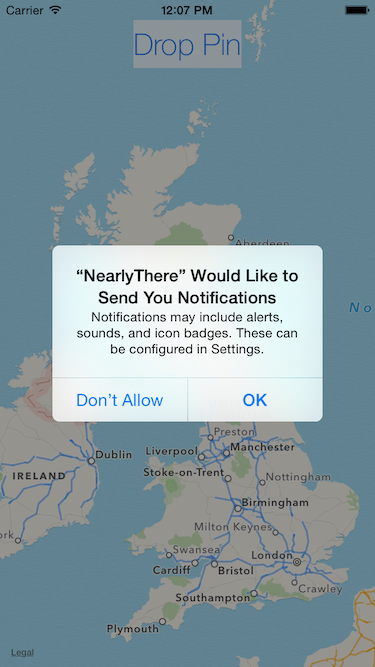 Carrier 12:07 PM
Drop Pin
Aberdeen
“NearlyThere” Would Like to
Send You Notifications
Notifications may include alerts,
sounds, and icon badges. These can
be configured in Settings.
Don’t Allow OK
Preston
Dublin
Liverpool
Manchester
Stoke-on-Trent
IRELAND
Nottingham
Birmingham
Milton Keynes
Swansea
London
Cardiff
Bristol
Crawley
Southampton
Plymouth
Legal